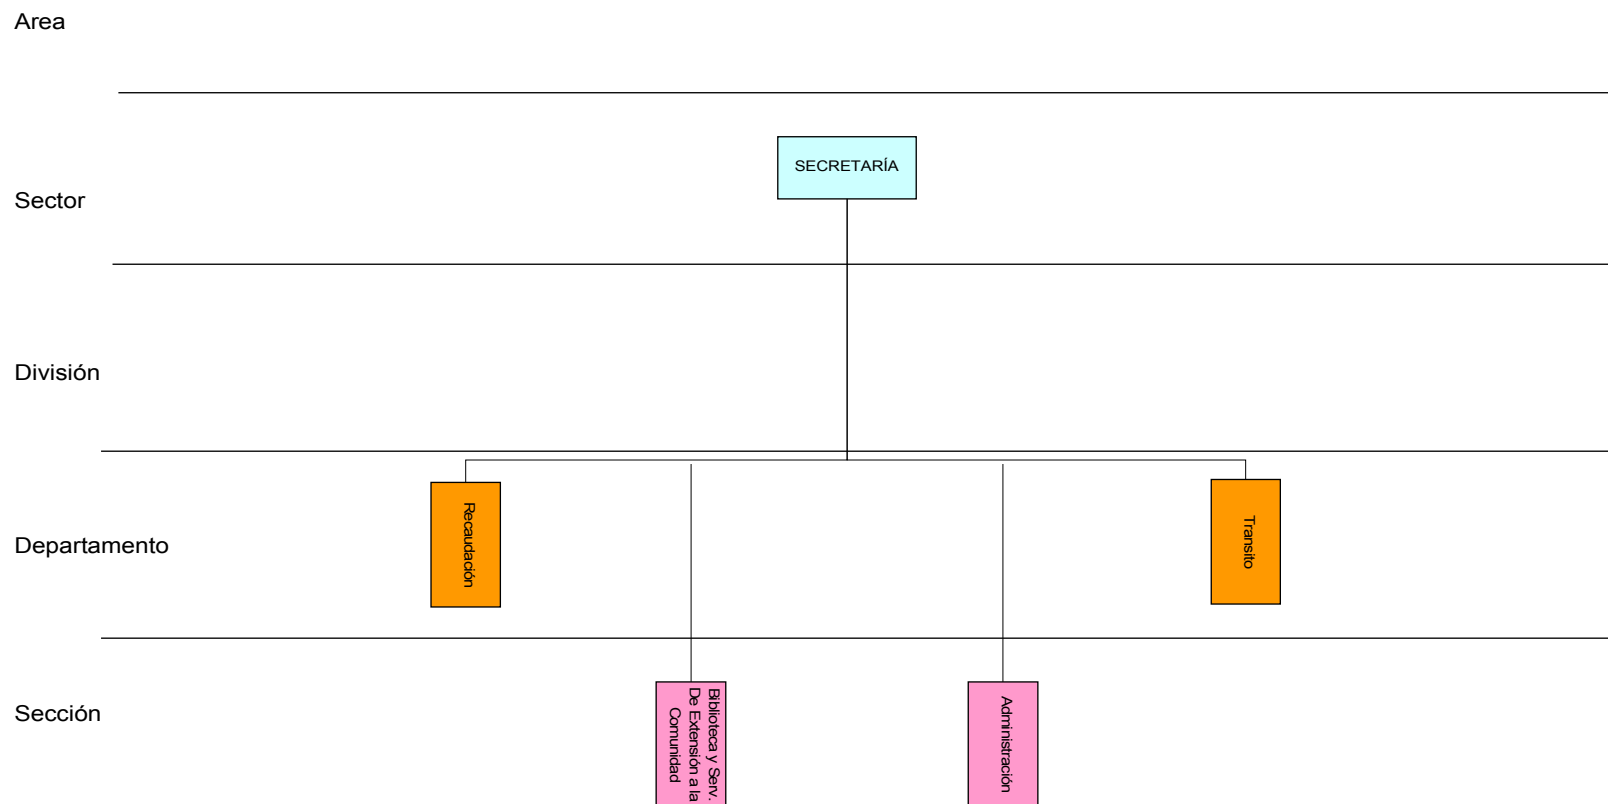 Area
SECRETARÍA
Sector
División
Recaudación
Transito
Departamento
Biblioteca y Serv.
De Extensión a la
Comunidad
Administración
Sección